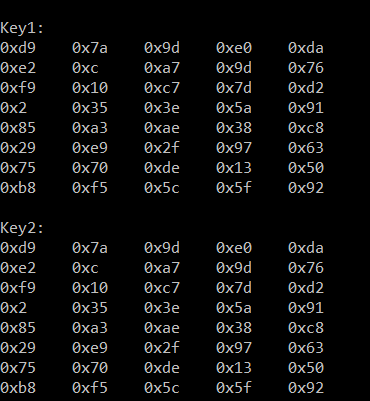 Key1:
0xd9 0x7a 0x9d 0xe0 0xda
0xe2 0xc 0xa7 0x9d 0x76
0xf9 0x10 0xc7 0x7d 0xd2
0x2 0x35 0x3e 0x5a 0x91
0x85 0xa3 0xae 0x38 0xc8
0x29 0xe9 0x2f 0x97 0x63
0x75 0x70 0xde 0x13 0x50
0xb8 0xf5 0x5c 0x5f 0x92
Key2:
0xd9 0x7a 0x9d 0xe0 0xda
0xe2 0xc 0xa7 0x9d 0x76
0xf9 0x10 0xc7 0x7d 0xd2
0x2 0x35 0x3e 0x5a 0x91
0x85 0xa3 0xae 0x38 0xc8
0x29 0xe9 0x2f 0x97 0x63
0x75 0x70 0xde 0x13 0x50
0xb8 0xf5 0x5c 0x5f 0x92